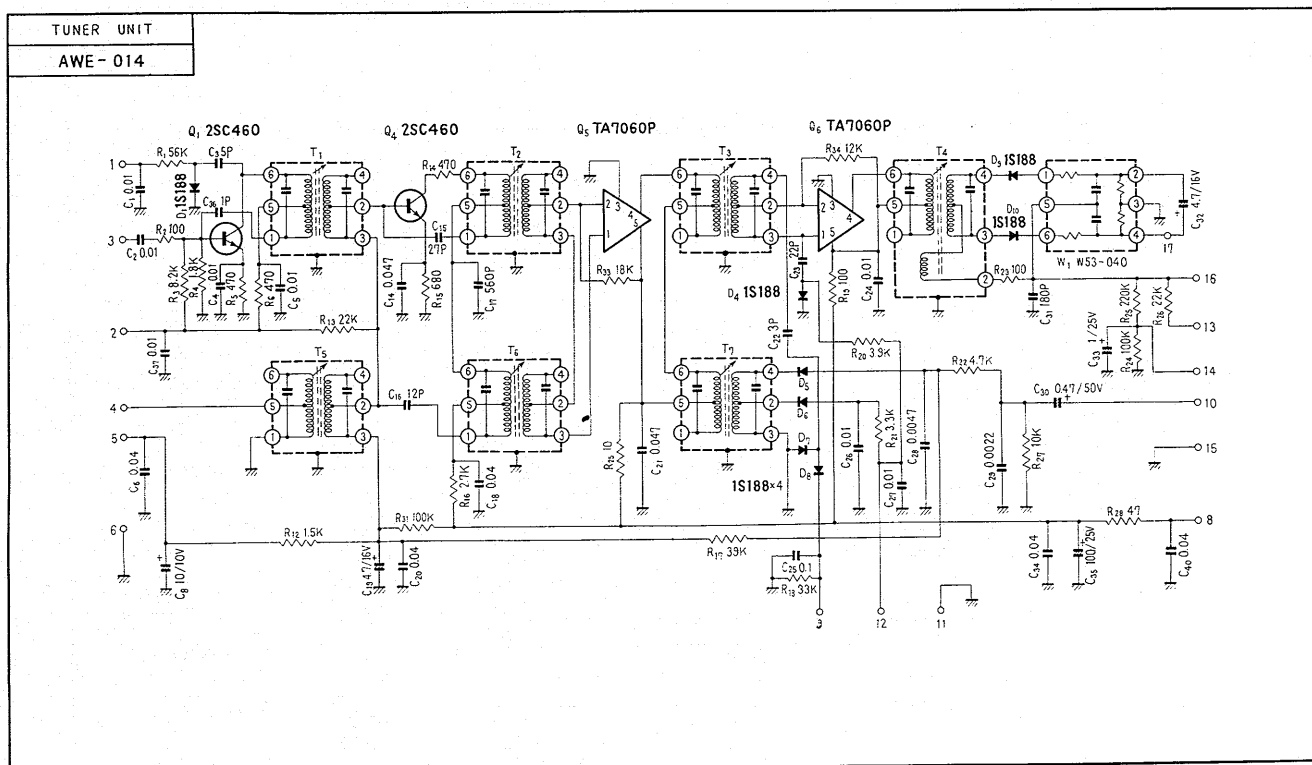 TUNER UNIT
AWE-014
Q1 2SC460
Q4 2SC460
Q5 TA7060P
Q6 TA7060P
T1
T2
T3
T4
R34 12K
D9 1S188
1
R1 56K
C3 5P
R14 470
C1 0.01
D1 1S188
C36 1P
C32 4.7/16V
3
R2 100
C2 0.01
C15
27P
D10
1S188
17
W1 W53-040
R3 8.2K
R4 1.8K
C4 0.01
R5 470
R6 470
C5 0.01
C14 0.047
R15 680
C17 560P
R33 18K
C23 22P
D4 1S188
R19 100
C24 0.01
R23 100
C31 180P
R25 220K
R26 22K
16
2
R13 22K
C37 0.01
C22 3P
R20 3.9K
C33 1/25V
R24 100K
13
14
T5
T6
T7
R22 4.7K
4
C16 12P
D5
D6
C30 0.47/50V
10
5
C6 0.04
R16 2.7K
C18 0.04
R25 10
C21 0.047
D7
D8
1S188×4
C26 0.01
R21 3.3K
C27 0.01
C28 0.0047
C29 0.0022
R27 10K
15
6
R12 1.5K
R31 100K
R17 39K
R28 47
8
C8 10/10V
C19 4.7/16V
C20 0.04
C25 0.1
R18 33K
C34 0.04
C35 100/25V
C40 0.04
9
12
11